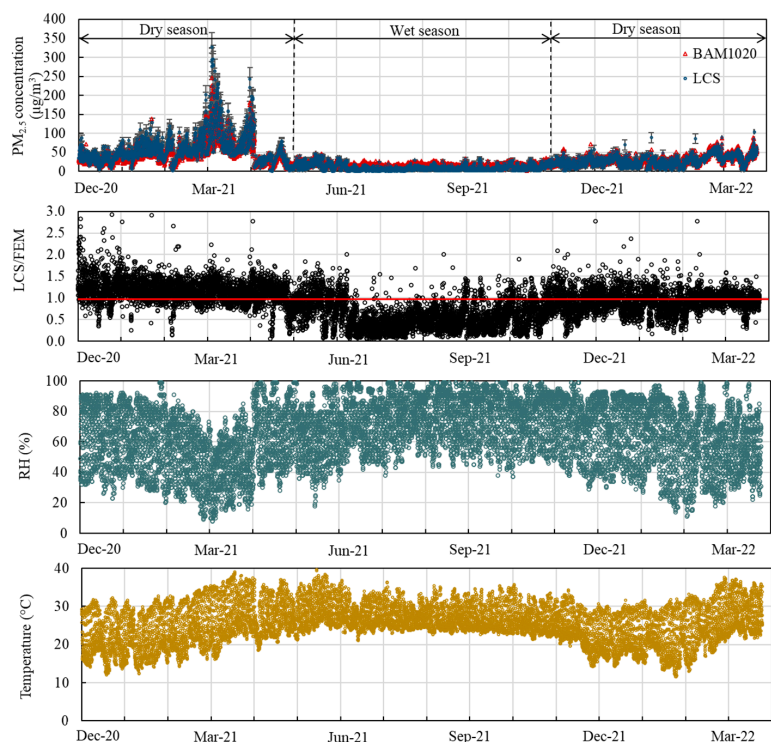 Dry season
Wet season
Dry season
PM2.5 concentration
(μg/m3)
400
350
300
250
200
150
100
50
0
BAM1020
LCS
Dec-20
Mar-21
Jun-21
Sep-21
Dec-21
Mar-22
LCS/FEM
3.0
2.5
2.0
1.5
1.0
0.5
0.0
Dec-20
Mar-21
Jun-21
Sep-21
Dec-21
Mar-22
RH (%)
100
80
60
40
20
0
Dec-20
Mar-21
Jun-21
Sep-21
Dec-21
Mar-22
Temperature (°C)
40
30
20
10
0
Dec-20
Mar-21
Jun-21
Sep-21
Dec-21
Mar-22